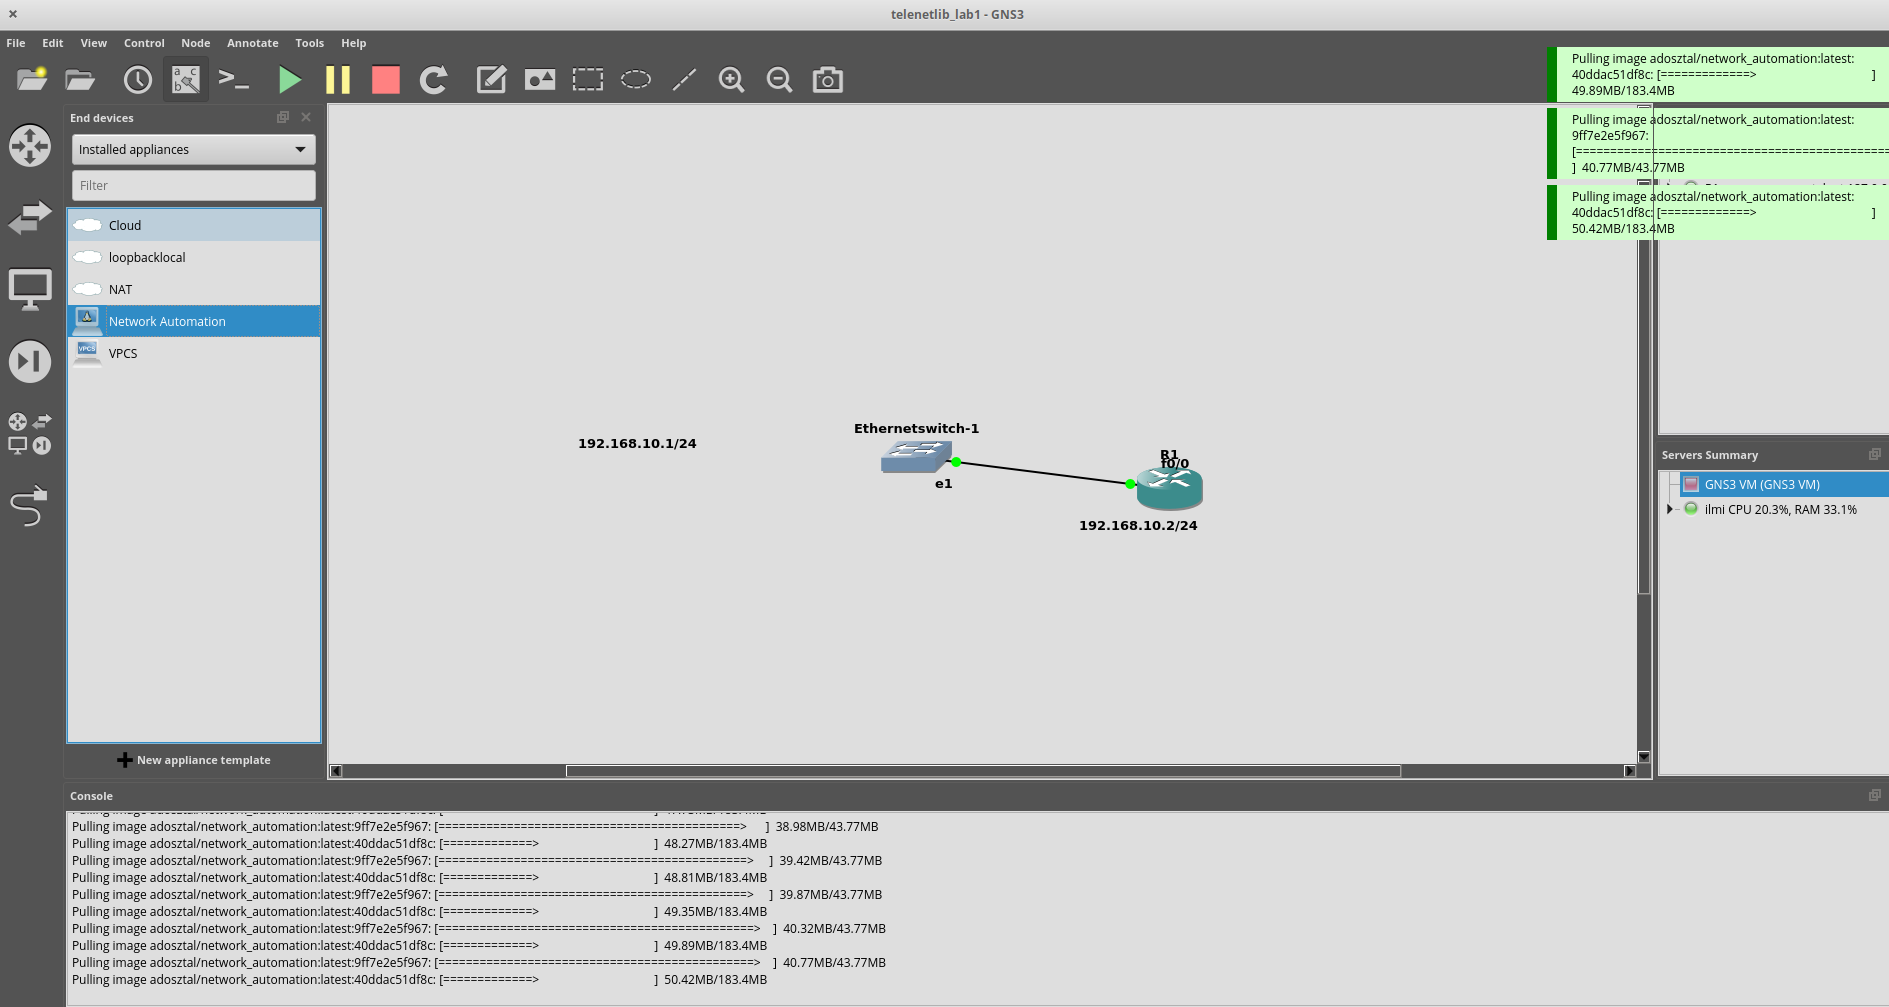 telenetlib_lab1 - GNS3
File Edit View Control Node Annotate Tools Help
End devices
Installed appliances
Filter
Cloud
loopbacklocal
NAT
Network Automation
VPCS
New appliance template
192.168.10.1/24
Ethernetswitch-1
e1
R1
f0/0
192.168.10.2/24
Pulling image adosztal/network_automation:latest:
40ddac51df8c: [=============>                    ]
49.89MB/183.4MB
Pulling image adosztal/network_automation:latest:
9ff7e2e5f967:
[==============================================
] 40.77MB/43.77MB
Pulling image adosztal/network_automation:latest:
40ddac51df8c: [=============>                    ]
50.42MB/183.4MB
Servers Summary
GNS3 VM (GNS3 VM)
ilmi CPU 20.3%, RAM 33.1%
Console
Pulling image adosztal/network_automation:latest:9ff7e2e5f967: [===========================================>   ] 38.98MB/43.77MB
Pulling image adosztal/network_automation:latest:40ddac51df8c: [=============>                    ] 48.27MB/183.4MB
Pulling image adosztal/network_automation:latest:9ff7e2e5f967: [============================================>   ] 39.42MB/43.77MB
Pulling image adosztal/network_automation:latest:40ddac51df8c: [=============>                    ] 48.81MB/183.4MB
Pulling image adosztal/network_automation:latest:9ff7e2e5f967: [============================================>   ] 39.87MB/43.77MB
Pulling image adosztal/network_automation:latest:40ddac51df8c: [=============>                    ] 49.35MB/183.4MB
Pulling image adosztal/network_automation:latest:9ff7e2e5f967: [=============================================>   ] 40.32MB/43.77MB
Pulling image adosztal/network_automation:latest:40ddac51df8c: [=============>                    ] 49.89MB/183.4MB
Pulling image adosztal/network_automation:latest:9ff7e2e5f967: [=============================================>   ] 40.77MB/43.77MB
Pulling image adosztal/network_automation:latest:40ddac51df8c: [=============>                    ] 50.42MB/183.4MB